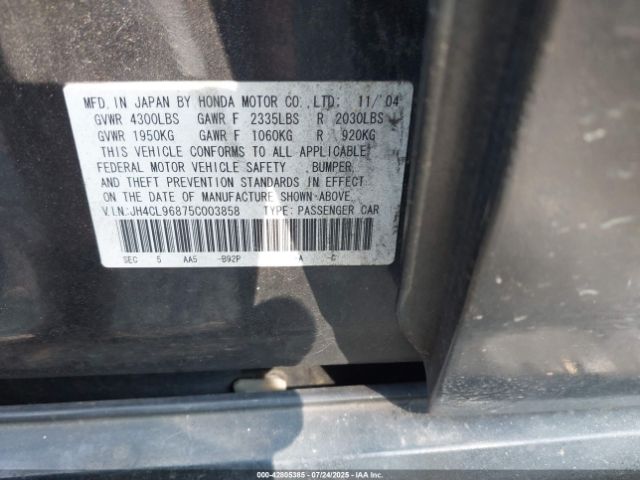 MFD. IN JAPAN BY HONDA MOTOR CO., LTD. 11/'04
GVWR 4300LBS GAWR F 2335LBS R 2030LBS
GVWR 1950KG GAWR F 1060KG R 920KG
THIS VEHICLE CONFORMS TO ALL APPLICABLE
FEDERAL MOTOR VEHICLE SAFETY , BUMPER,
AND THEFT PREVENTION STANDARDS IN EFFECT
ON THE DATE OF MANUFACTURE SHOWN ABOVE.
V.I.N.:JH4CL96875C003858 TYPE: PASSENGER CAR
SEC 5 AA5 -B92P A -C
000-42805385 - 07/24/2025 - IAA Inc.